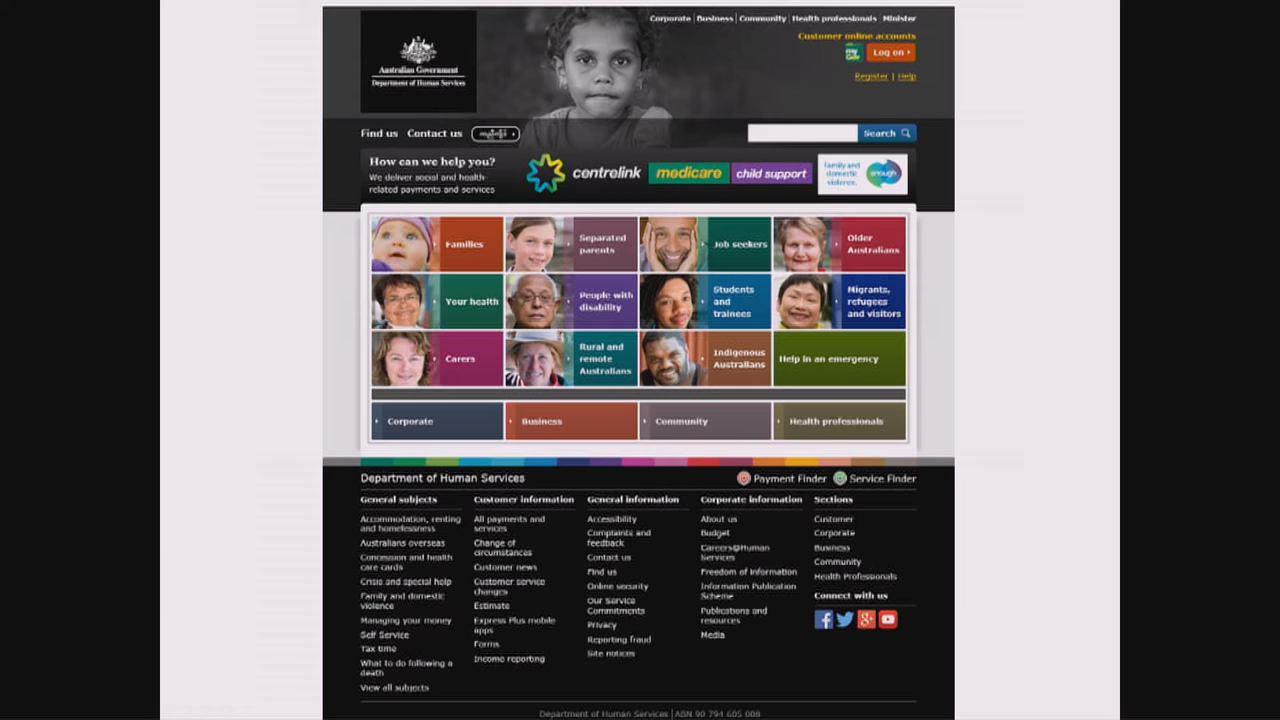 Corporate | Business | Community | Health professionals | Minister
Australian Government
Department of Human Services
Customer online accounts
my
Gov
Log on
Register | Help
Find us
Contact us
Search
How can we help you?
We deliver social and health-
related payments and services
centrelink
medicare
child support
Family and
domestic
violence.
enough
Families
Separated
parents
Job seekers
Older
Australians
Your health
People with
disability
Students
and
trainees
Migrants,
refugees
and visitors
Carers
Rural and
remote
Australians
Indigenous
Australians
Help in an emergency
Corporate
Business
Community
Health professionals
Department of Human Services
Payment Finder
Service Finder
General subjects
Accommodation, renting
and homelessness
Australians overseas
Concession and health
care cards
Crisis and special help
Family and domestic
violence
Managing your money
Self Service
Tax time
What to do following a
death
View all subjects
Customer information
All payments and
services
Change of
circumstances
Customer news
Customer service
changes
Estimate
Express Plus mobile
apps
Forms
Income reporting
General information
Accessibility
Complaints and
feedback
Contact us
Find us
Online security
Our Service
Commitments
Privacy
Reporting fraud
Site notices
Corporate information
About us
Budget
Careers@Human
Services
Freedom of Information
Information Publication
Scheme
Publications and
resources
Media
Sections
Customer
Corporate
Business
Community
Health Professionals
Connect with us
Department of Human Services | ABN 90 794 605 008